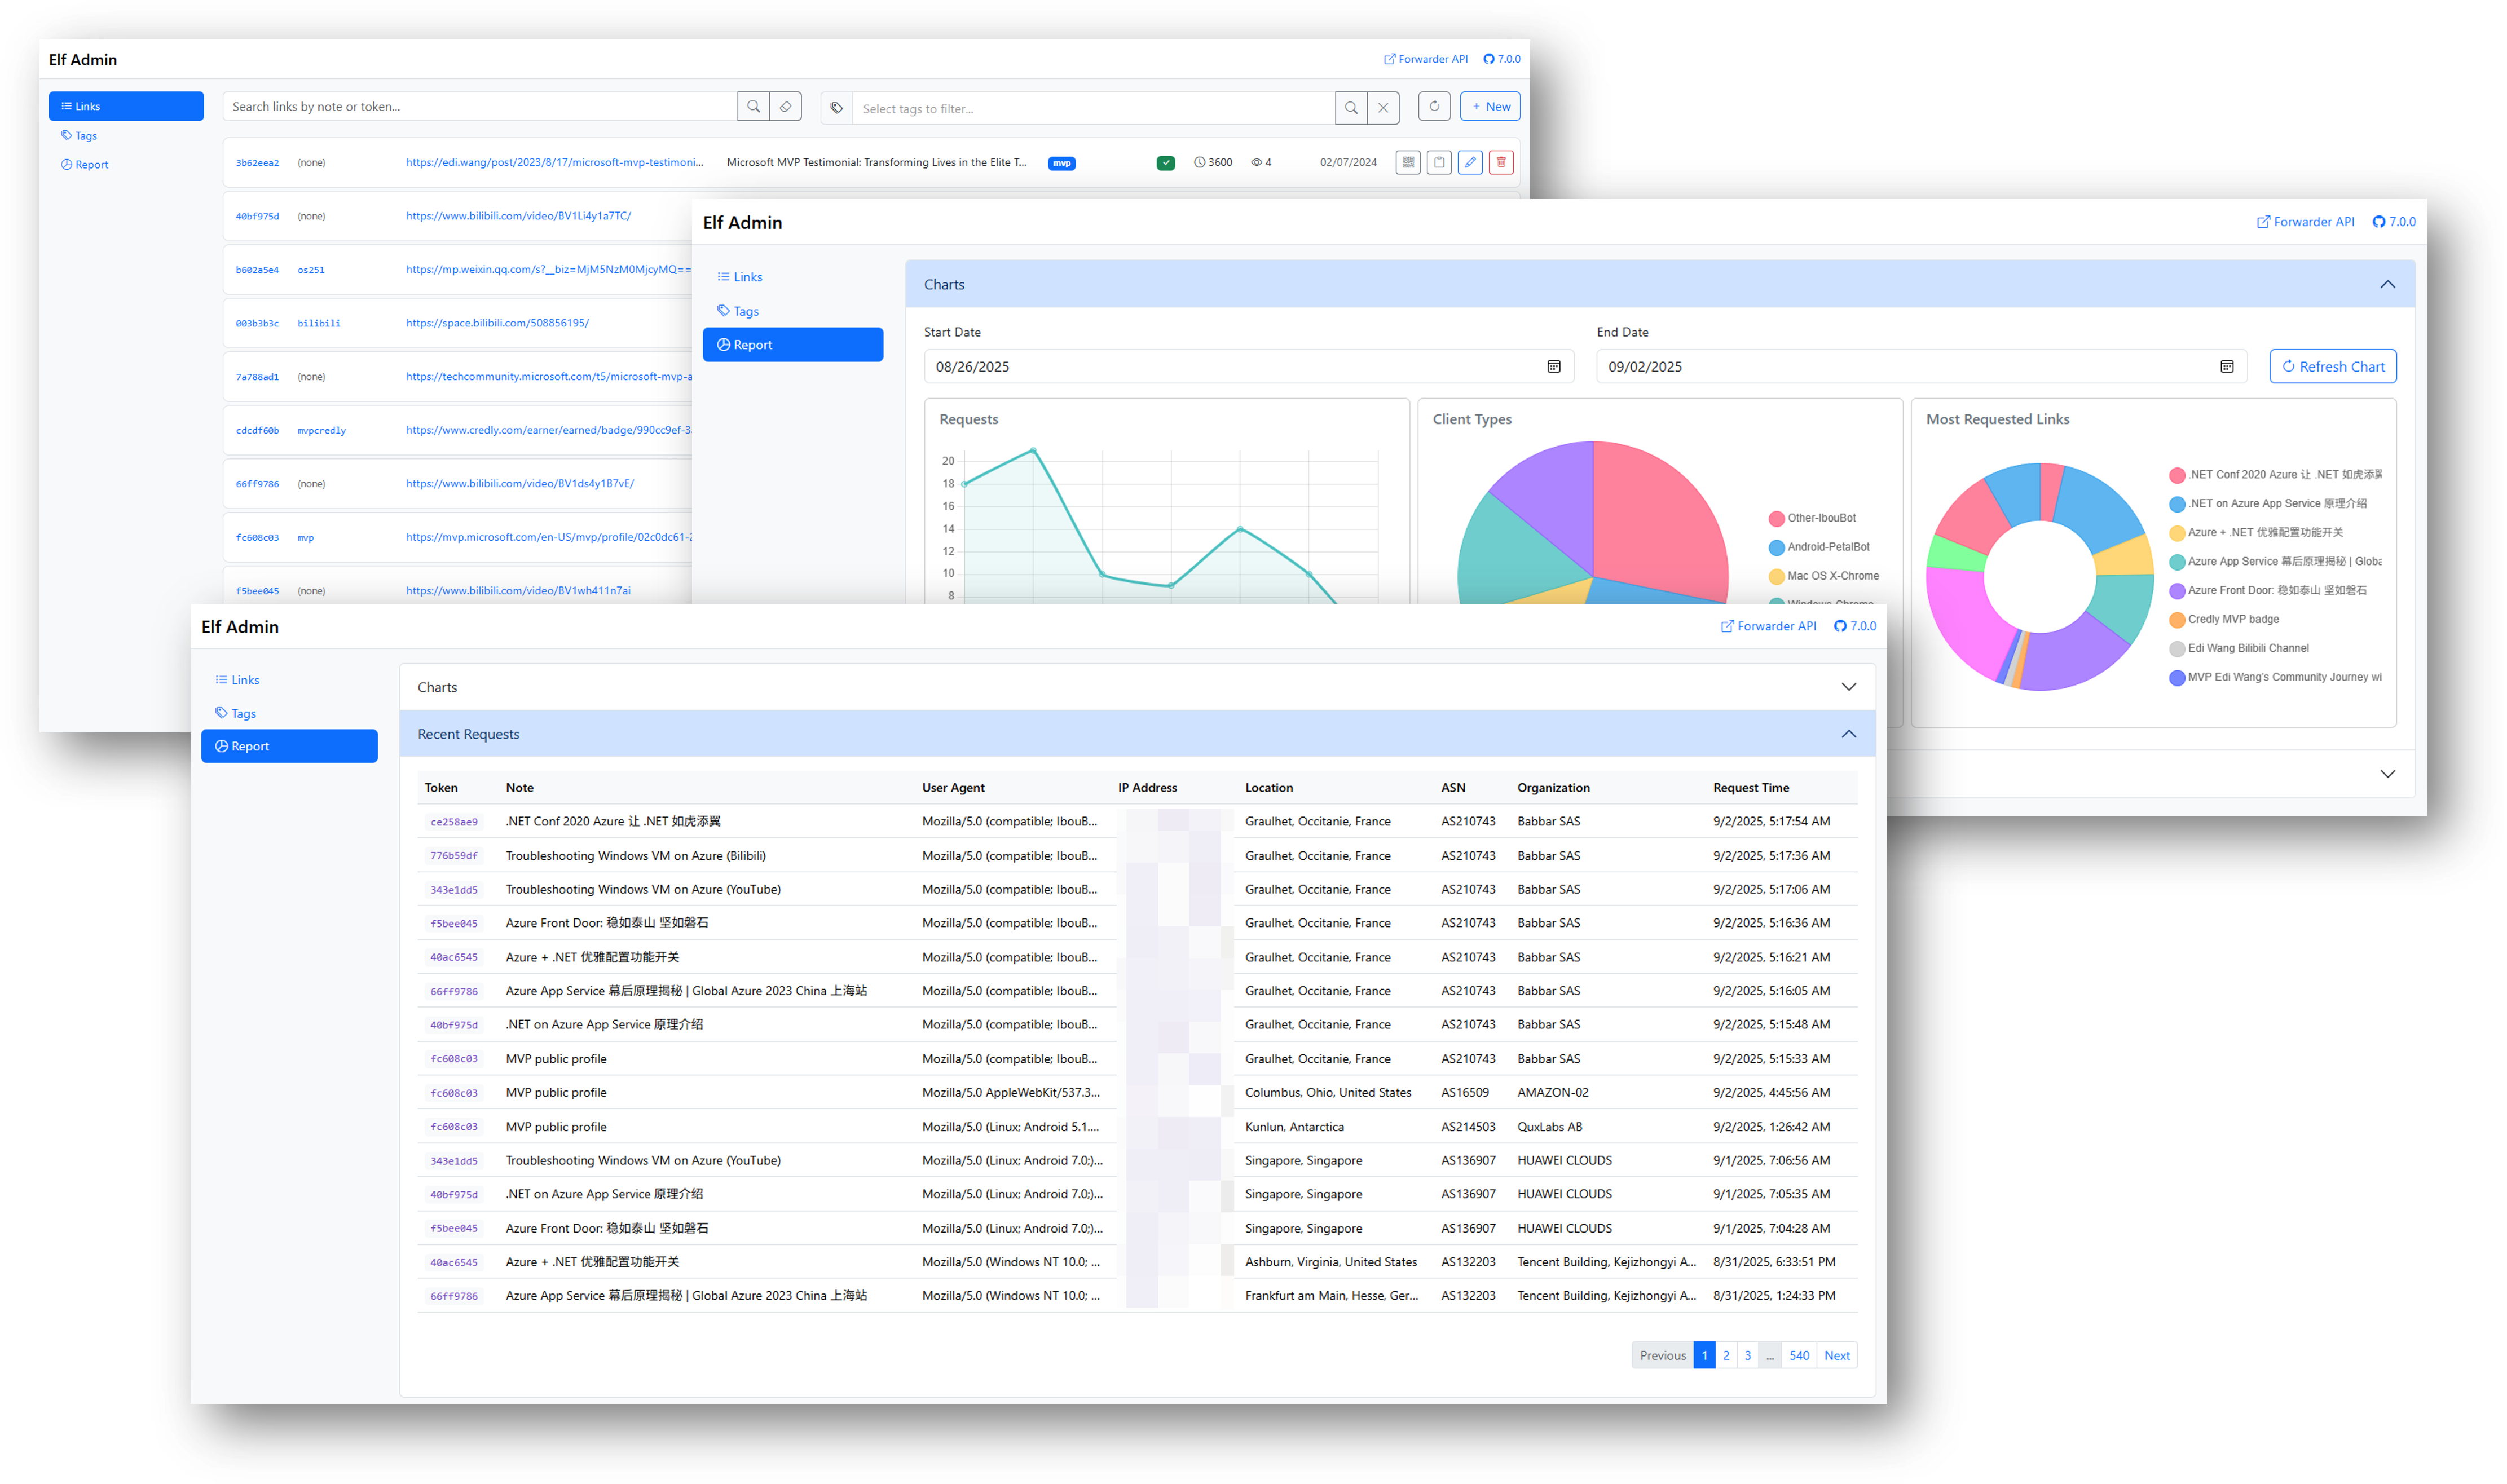 Elf Admin
Forwarder API 7.0.0
Links
Tags
Report
Search links by note or token...
Select tags to filter...
+ New
3b62eea2 (none) https://edi.wang/post/2023/8/17/microsoft-mvp-testimoni... Microsoft MVP Testimonial: Transforming Lives in the Elite T... mvp 3600 4 02/07/2024
40bf975d (none) https://www.bilibili.com/video/BV1Li4y1a7TC/
b602a5e4 os251 https://mp.weixin.qq.com/s?__biz=MjM5NzM0MjcyMQ==
003b3b3c bilibili https://space.bilibili.com/508856195/
7a788ad1 (none) https://techcommunity.microsoft.com/t5/microsoft-mvp-a
cdcdf60b mvpcredly https://www.credly.com/earner/earned/badge/990cc9ef-3
66ff9786 (none) https://www.bilibili.com/video/BV1ds4y1B7vE/
fc608c03 mvp https://mvp.microsoft.com/en-US/mvp/profile/02c0dc61-2
f5bee045 (none) https://www.bilibili.com/video/BV1wh411n7ai
Elf Admin
Forwarder API 7.0.0
Links
Tags
Report
Charts
Start Date
08/26/2025
End Date
09/02/2025
Refresh Chart
Requests
20
18
16
14
12
10
8
Client Types
Other-IbouBot
Android-PetalBot
Mac OS X-Chrome
Windows-Chrome
Most Requested Links
.NET Conf 2020 Azure 让 .NET 如虎添翼
.NET on Azure App Service 原理介绍
Azure + .NET 优雅配置功能开关
Azure App Service 幕后原理揭秘 | Globa
Azure Front Door: 稳如泰山 坚如磐石
Credly MVP badge
Edi Wang Bilibili Channel
MVP Edi Wang's Community Journey wi
Elf Admin
Forwarder API 7.0.0
Links
Tags
Report
Charts
Recent Requests
Token Note User Agent IP Address Location ASN Organization Request Time
ce258ae9 .NET Conf 2020 Azure 让 .NET 如虎添翼 Mozilla/5.0 (compatible; IbouB... Graulhet, Occitanie, France AS210743 Babbar SAS 9/2/2025, 5:17:54 AM
776b59df Troubleshooting Windows VM on Azure (Bilibili) Mozilla/5.0 (compatible; IbouB... Graulhet, Occitanie, France AS210743 Babbar SAS 9/2/2025, 5:17:36 AM
343e1dd5 Troubleshooting Windows VM on Azure (YouTube) Mozilla/5.0 (compatible; IbouB... Graulhet, Occitanie, France AS210743 Babbar SAS 9/2/2025, 5:17:06 AM
f5bee045 Azure Front Door: 稳如泰山 坚如磐石 Mozilla/5.0 (compatible; IbouB... Graulhet, Occitanie, France AS210743 Babbar SAS 9/2/2025, 5:16:36 AM
40ac6545 Azure + .NET 优雅配置功能开关 Mozilla/5.0 (compatible; IbouB... Graulhet, Occitanie, France AS210743 Babbar SAS 9/2/2025, 5:16:21 AM
66ff9786 Azure App Service 幕后原理揭秘 | Global Azure 2023 China 上海站 Mozilla/5.0 (compatible; IbouB... Graulhet, Occitanie, France AS210743 Babbar SAS 9/2/2025, 5:16:05 AM
40bf975d .NET on Azure App Service 原理介绍 Mozilla/5.0 (compatible; IbouB... Graulhet, Occitanie, France AS210743 Babbar SAS 9/2/2025, 5:15:48 AM
fc608c03 MVP public profile Mozilla/5.0 (compatible; IbouB... Graulhet, Occitanie, France AS210743 Babbar SAS 9/2/2025, 5:15:33 AM
fc608c03 MVP public profile Mozilla/5.0 AppleWebKit/537.3... Columbus, Ohio, United States AS16509 AMAZON-02 9/2/2025, 4:45:56 AM
fc608c03 MVP public profile Mozilla/5.0 (Linux; Android 5.1.... Kunlun, Antarctica AS214503 QuxLabs AB 9/2/2025, 1:26:42 AM
343e1dd5 Troubleshooting Windows VM on Azure (YouTube) Mozilla/5.0 (Linux; Android 7.0;)... Singapore, Singapore AS136907 HUAWEI CLOUDS 9/1/2025, 7:06:56 AM
40bf975d .NET on Azure App Service 原理介绍 Mozilla/5.0 (Linux; Android 7.0;)... Singapore, Singapore AS136907 HUAWEI CLOUDS 9/1/2025, 7:05:35 AM
f5bee045 Azure Front Door: 稳如泰山 坚如磐石 Mozilla/5.0 (Linux; Android 7.0;)... Singapore, Singapore AS136907 HUAWEI CLOUDS 9/1/2025, 7:04:28 AM
40ac6545 Azure + .NET 优雅配置功能开关 Mozilla/5.0 (Windows NT 10.0; ... Ashburn, Virginia, United States AS132203 Tencent Building, Kejizhongyi A... 8/31/2025, 6:33:51 PM
66ff9786 Azure App Service 幕后原理揭秘 | Global Azure 2023 China 上海站 Mozilla/5.0 (Windows NT 10.0; ... Frankfurt am Main, Hesse, Ger... AS132203 Tencent Building, Kejizhongyi A... 8/31/2025, 1:24:33 PM
Previous 1 2 3 ... 540 Next